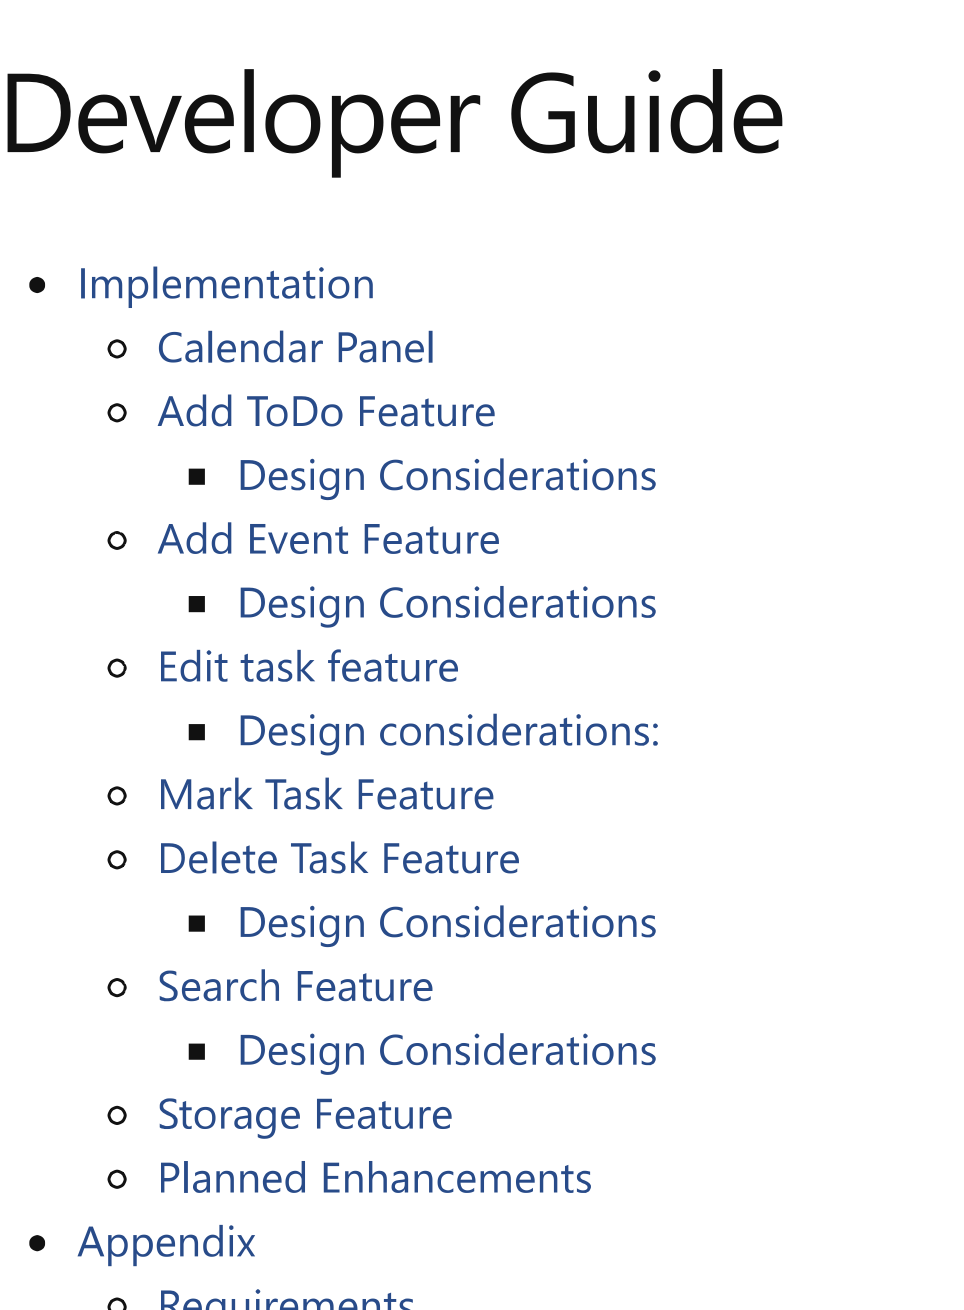 Developer Guide
Implementation
Calendar Panel
Add ToDo Feature
Design Considerations
Add Event Feature
Design Considerations
Edit task feature
Design considerations:
Mark Task Feature
Delete Task Feature
Design Considerations
Search Feature
Design Considerations
Storage Feature
Planned Enhancements
Appendix
Requirements